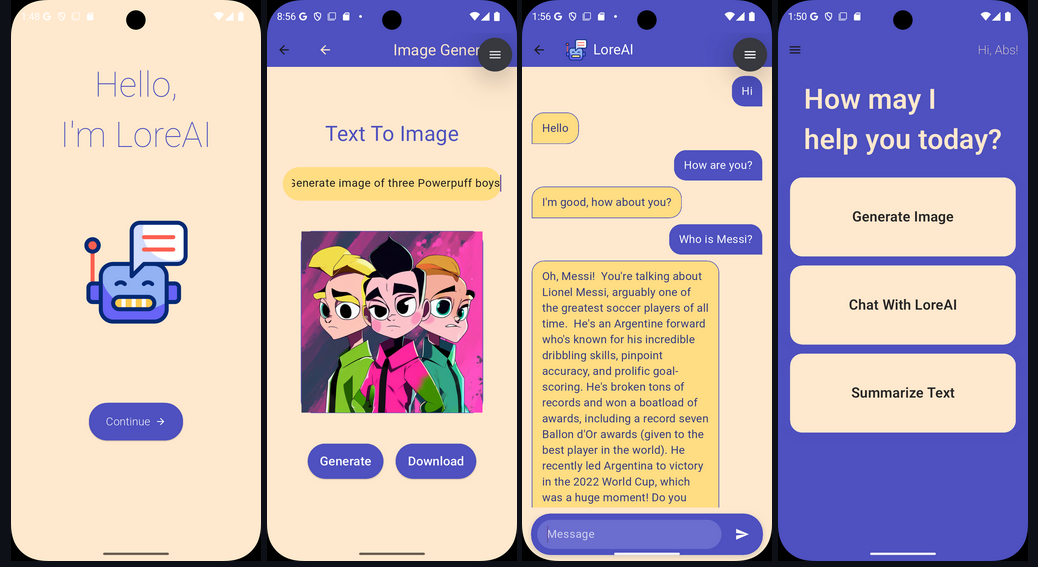 1:48
Hello,
I'm LoreAI
Continue
8:56
Image Gener
Text To Image
Generate image of three Powerpuff boys
Generate
Download
1:56
LoreAI
Hi
Hello
How are you?
I'm good, how about you?
Who is Messi?
Oh, Messi! You're talking about
Lionel Messi, arguably one of
the greatest soccer players of all
time. He's an Argentine forward
who's known for his incredible
dribbling skills, pinpoint
accuracy, and prolific goal-
scoring. He's broken tons of
records and won a boatload of
awards, including a record seven
Ballon d'Or awards (given to the
best player in the world). He
recently led Argentina to victory
in the 2022 World Cup, which
was a huge moment! Do you
Message
1:50
Hi, Abs!
How may I
help you today?
Generate Image
Chat With LoreAI
Summarize Text